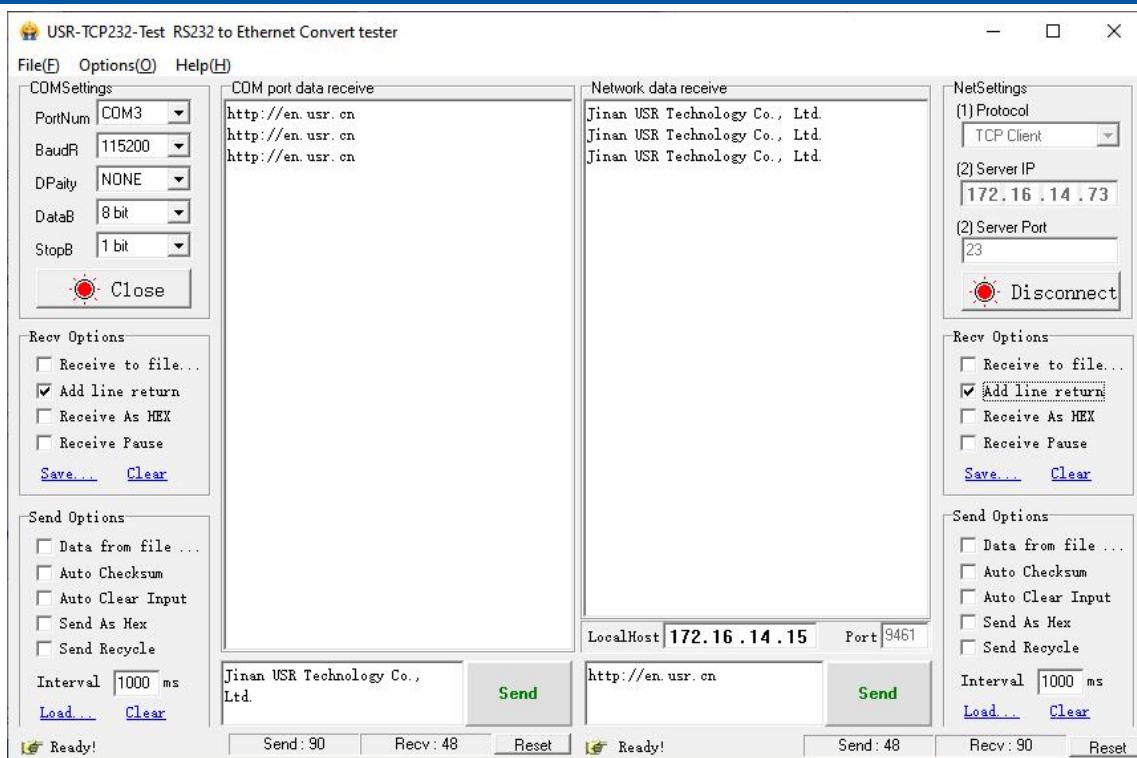 USR-TCP232-Test RS232 to Ethernet Convert tester
File(F) Options(O) Help(H)
COMSettings
PortNum COM3
BaudR 115200
DPaity NONE
DataB 8 bit
StopB 1 bit
Close
Recv Options
Receive to file...
Add line return
Receive As HEX
Receive Pause
Save... Clear
Send Options
Data from file ...
Auto Checksum
Auto Clear Input
Send As Hex
Send Recycle
Interval 1000 ms
Load... Clear
Ready!
COM port data receive
http://en.usr.cn
http://en.usr.cn
http://en.usr.cn
Jinan USR Technology Co.,
Ltd.
Send
Send : 90 Recv : 48 Reset
Network data receive
Jinan USR Technology Co., Ltd.
Jinan USR Technology Co., Ltd.
Jinan USR Technology Co., Ltd.
LocalHost 172.16.14.15 Port 9461
http://en.usr.cn
Send
Ready!
Send : 48 Recv : 90 Reset
NetSettings
(1) Protocol
TCP Client
(2) Server IP
172.16.14.73
(2) Server Port
23
Disconnect
Recv Options
Receive to file...
Add line return
Receive As HEX
Receive Pause
Save... Clear
Send Options
Data from file ...
Auto Checksum
Auto Clear Input
Send As Hex
Send Recycle
Interval 1000 ms
Load... Clear